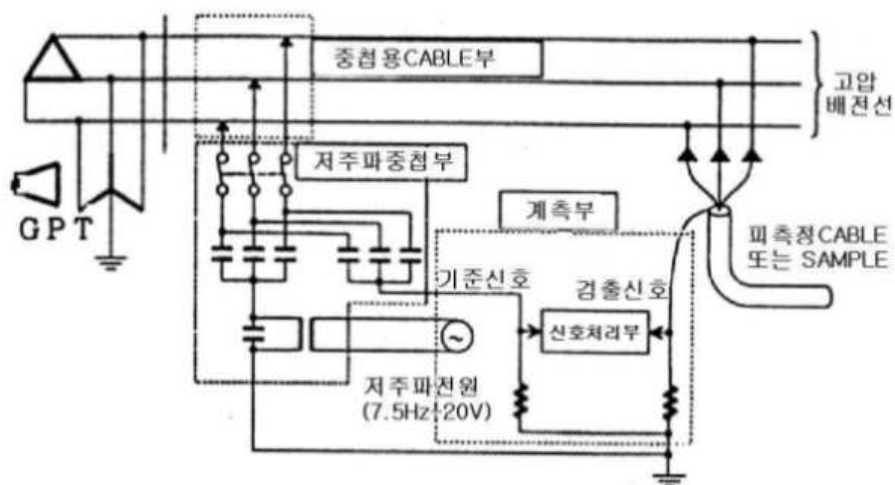 중첩용CABLE부
고압
배전선
저주파중첩부
GPT
계측부
피측정CABLE
또는 SAMPLE
기준신호
검출신호
신호처리부
저주파전원
(7.5Hz 20V)